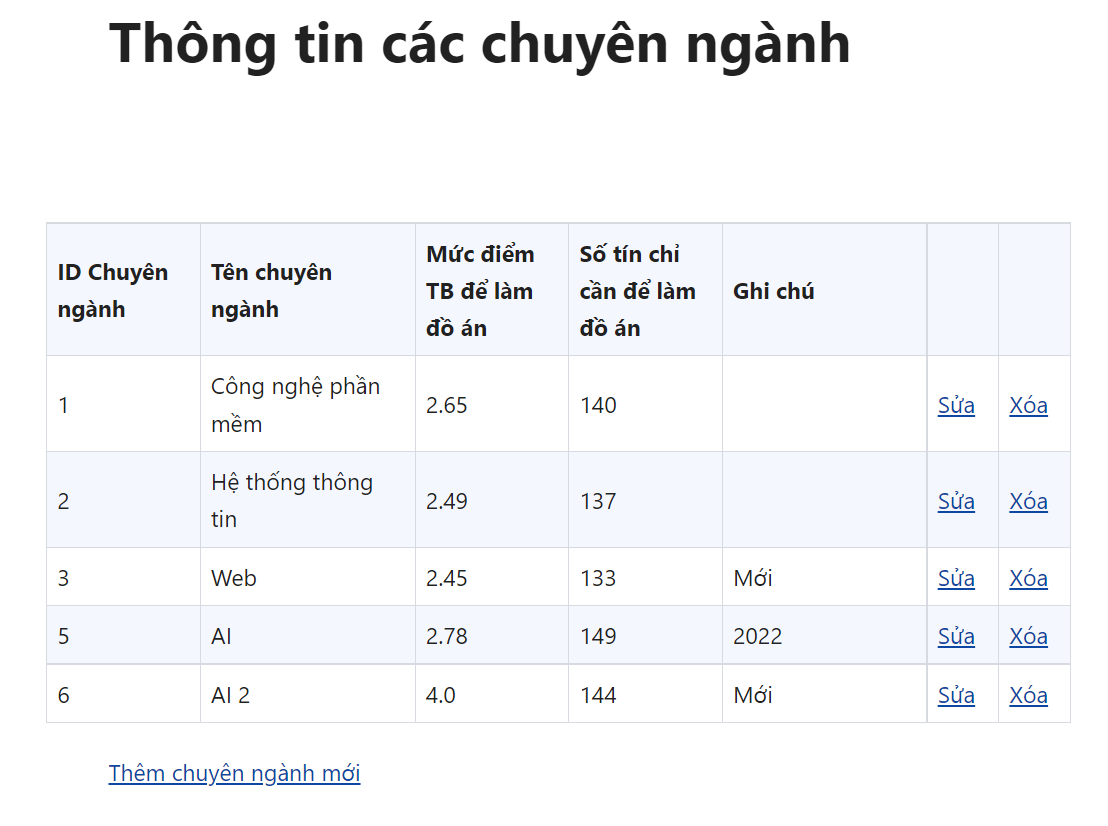 Thông tin các chuyên ngành
ID Chuyên ngành Tên chuyên ngành Mức điểm TB để làm đồ án Số tín chỉ cần để làm đồ án Ghi chú
1 Công nghệ phần mềm 2.65 140 Sửa Xóa
2 Hệ thống thông tin 2.49 137 Sửa Xóa
3 Web 2.45 133 Mới Sửa Xóa
5 AI 2.78 149 2022 Sửa Xóa
6 AI 2 4.0 144 Mới Sửa Xóa
Thêm chuyên ngành mới